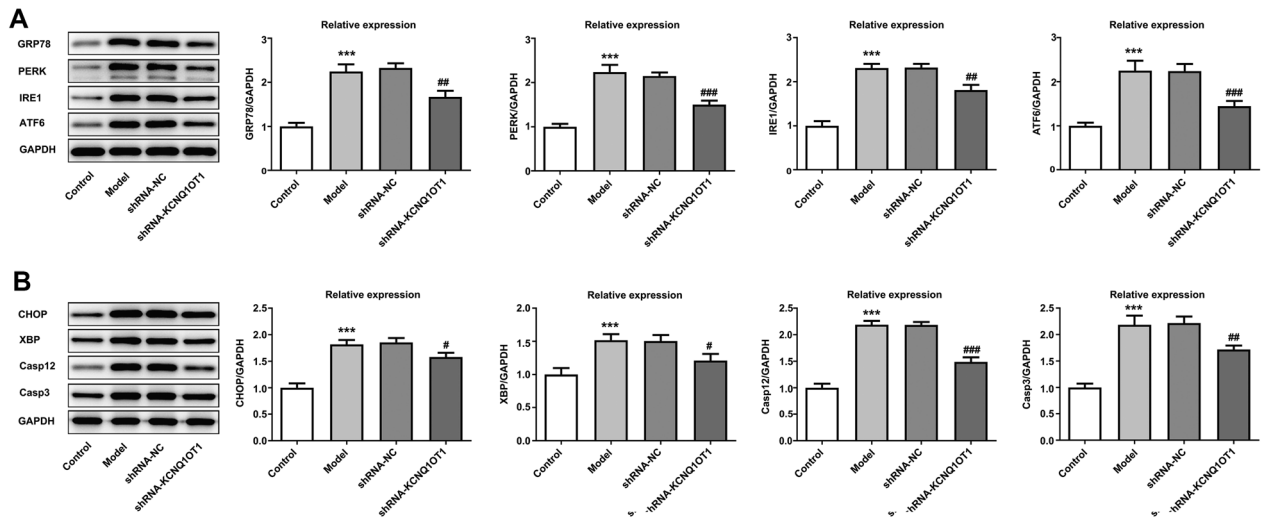 A
GRP78
PERK
IRE1
ATF6
GAPDH
Control
Model
shRNA-NC
shRNA-KCNQ1OT1
Relative expression
GRP78/GAPDH
3
2
1
0
***
##
Control
Model
shRNA-NC
shRNA-KCNQ1OT1
Relative expression
PERK/GAPDH
3
2
1
0
***
###
Control
Model
shRNA-NC
shRNA-KCNQ1OT1
Relative expression
IRE1/GAPDH
3
2
1
0
***
##
Control
Model
shRNA-NC
shRNA-KCNQ1OT1
Relative expression
ATF6/GAPDH
3
2
1
0
***
###
Control
Model
shRNA-NC
shRNA-KCNQ1OT1
B
CHOP
XBP
Casp12
Casp3
GAPDH
Control
Model
shRNA-NC
shRNA-KCNQ1OT1
Relative expression
CHOP/GAPDH
2.5
2.0
1.5
1.0
0.5
0.0
***
#
Control
Model
shRNA-NC
shRNA-KCNQ1OT1
Relative expression
XBP/GAPDH
2.0
1.5
1.0
0.5
0.0
***
#
Control
Model
shRNA-NC
hRNA-KCNQ1OT1
Relative expression
Casp12/GAPDH
2.5
2.0
1.5
1.0
0.5
0.0
***
###
Control
Model
shRNA-NC
hRNA-KCNQ1OT1
Relative expression
Casp3/GAPDH
2.5
2.0
1.5
1.0
0.5
0.0
***
##
Control
Model
shRNA-NC
shRNA-KCNQ1OT1